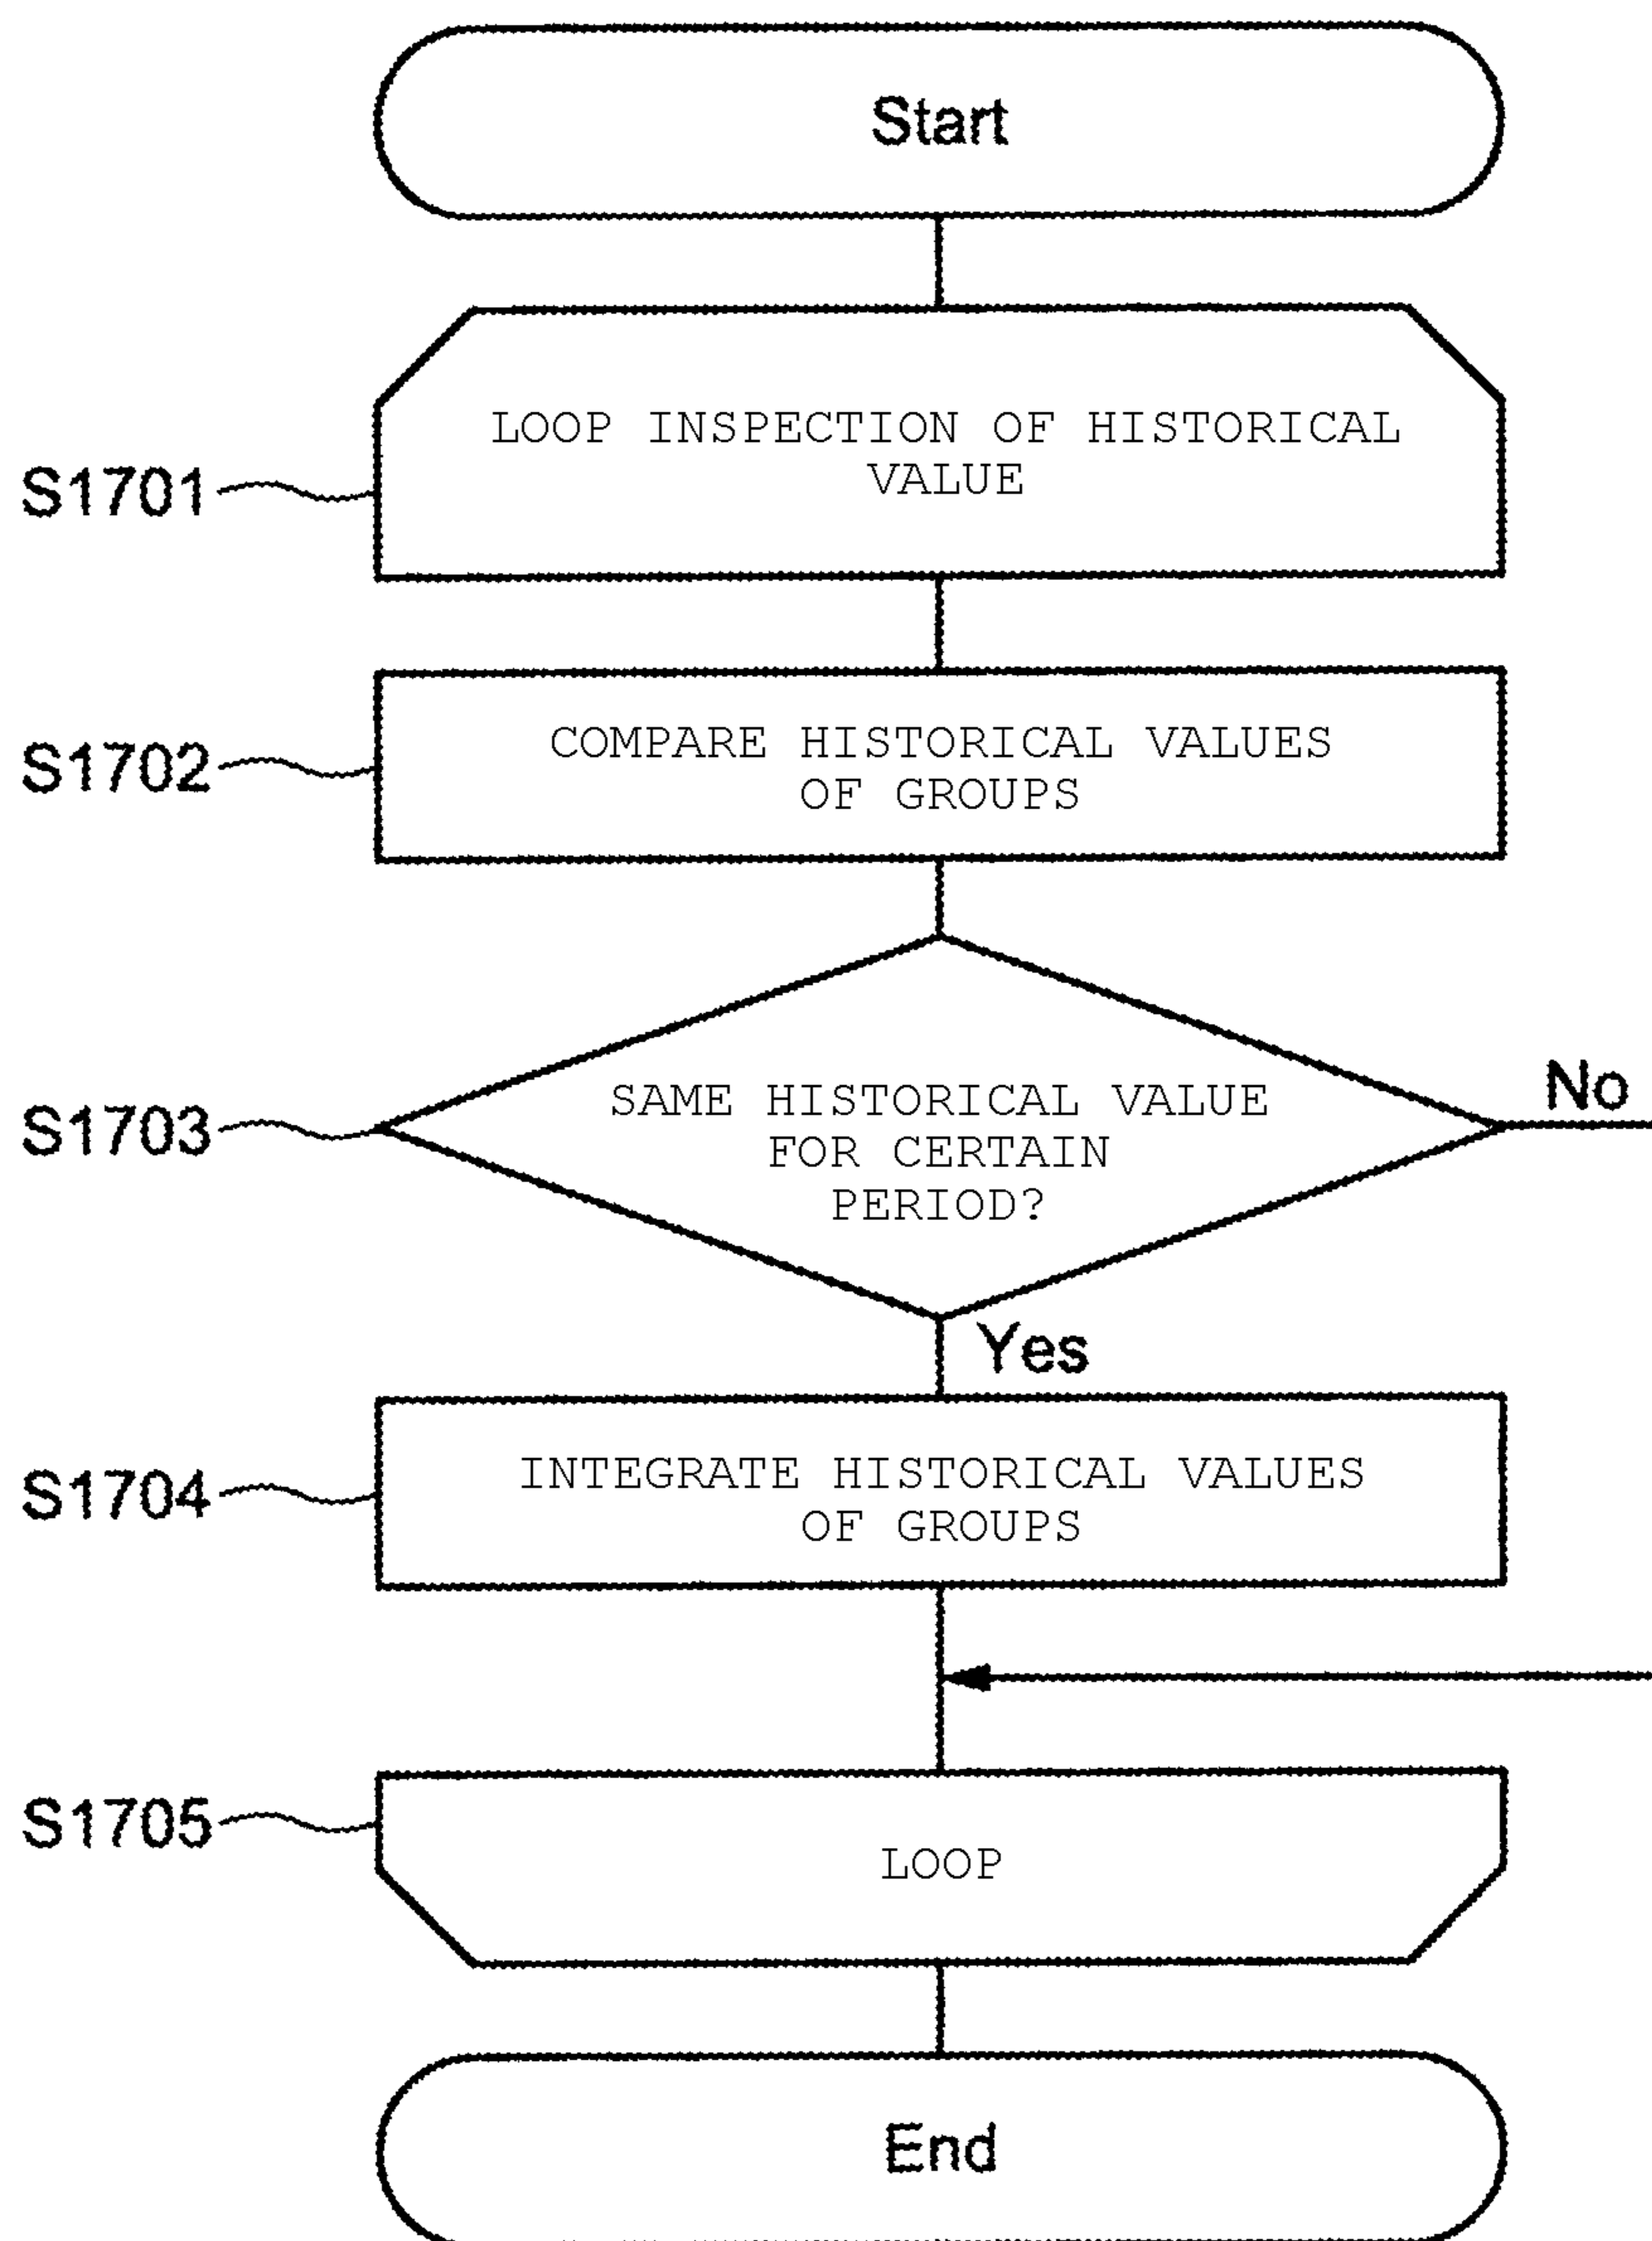 Start
LOOP INSPECTION OF HISTORICAL
VALUE
S1701
COMPARE HISTORICAL VALUES
OF GROUPS
S1702
SAME HISTORICAL VALUE
FOR CERTAIN
PERIOD?
S1703
No
Yes
INTEGRATE HISTORICAL VALUES
OF GROUPS
S1704
S1705
LOOP
End